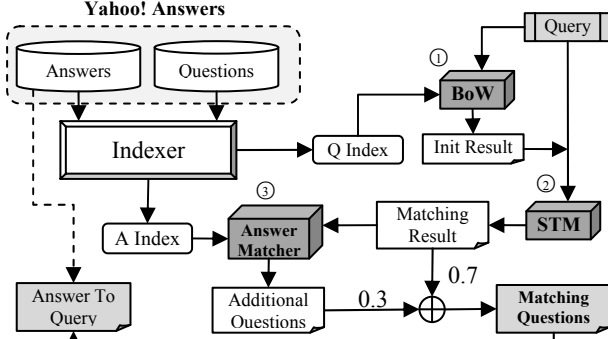 Yahoo! Answers
Query
Answers
Questions
①
BoW
Indexer
Q Index
Init Result
②
③
A Index
Answer
Matcher
Matching
Result
STM
0.7
Answer To
Query
Additional
Questions
0.3
Matching
Questions